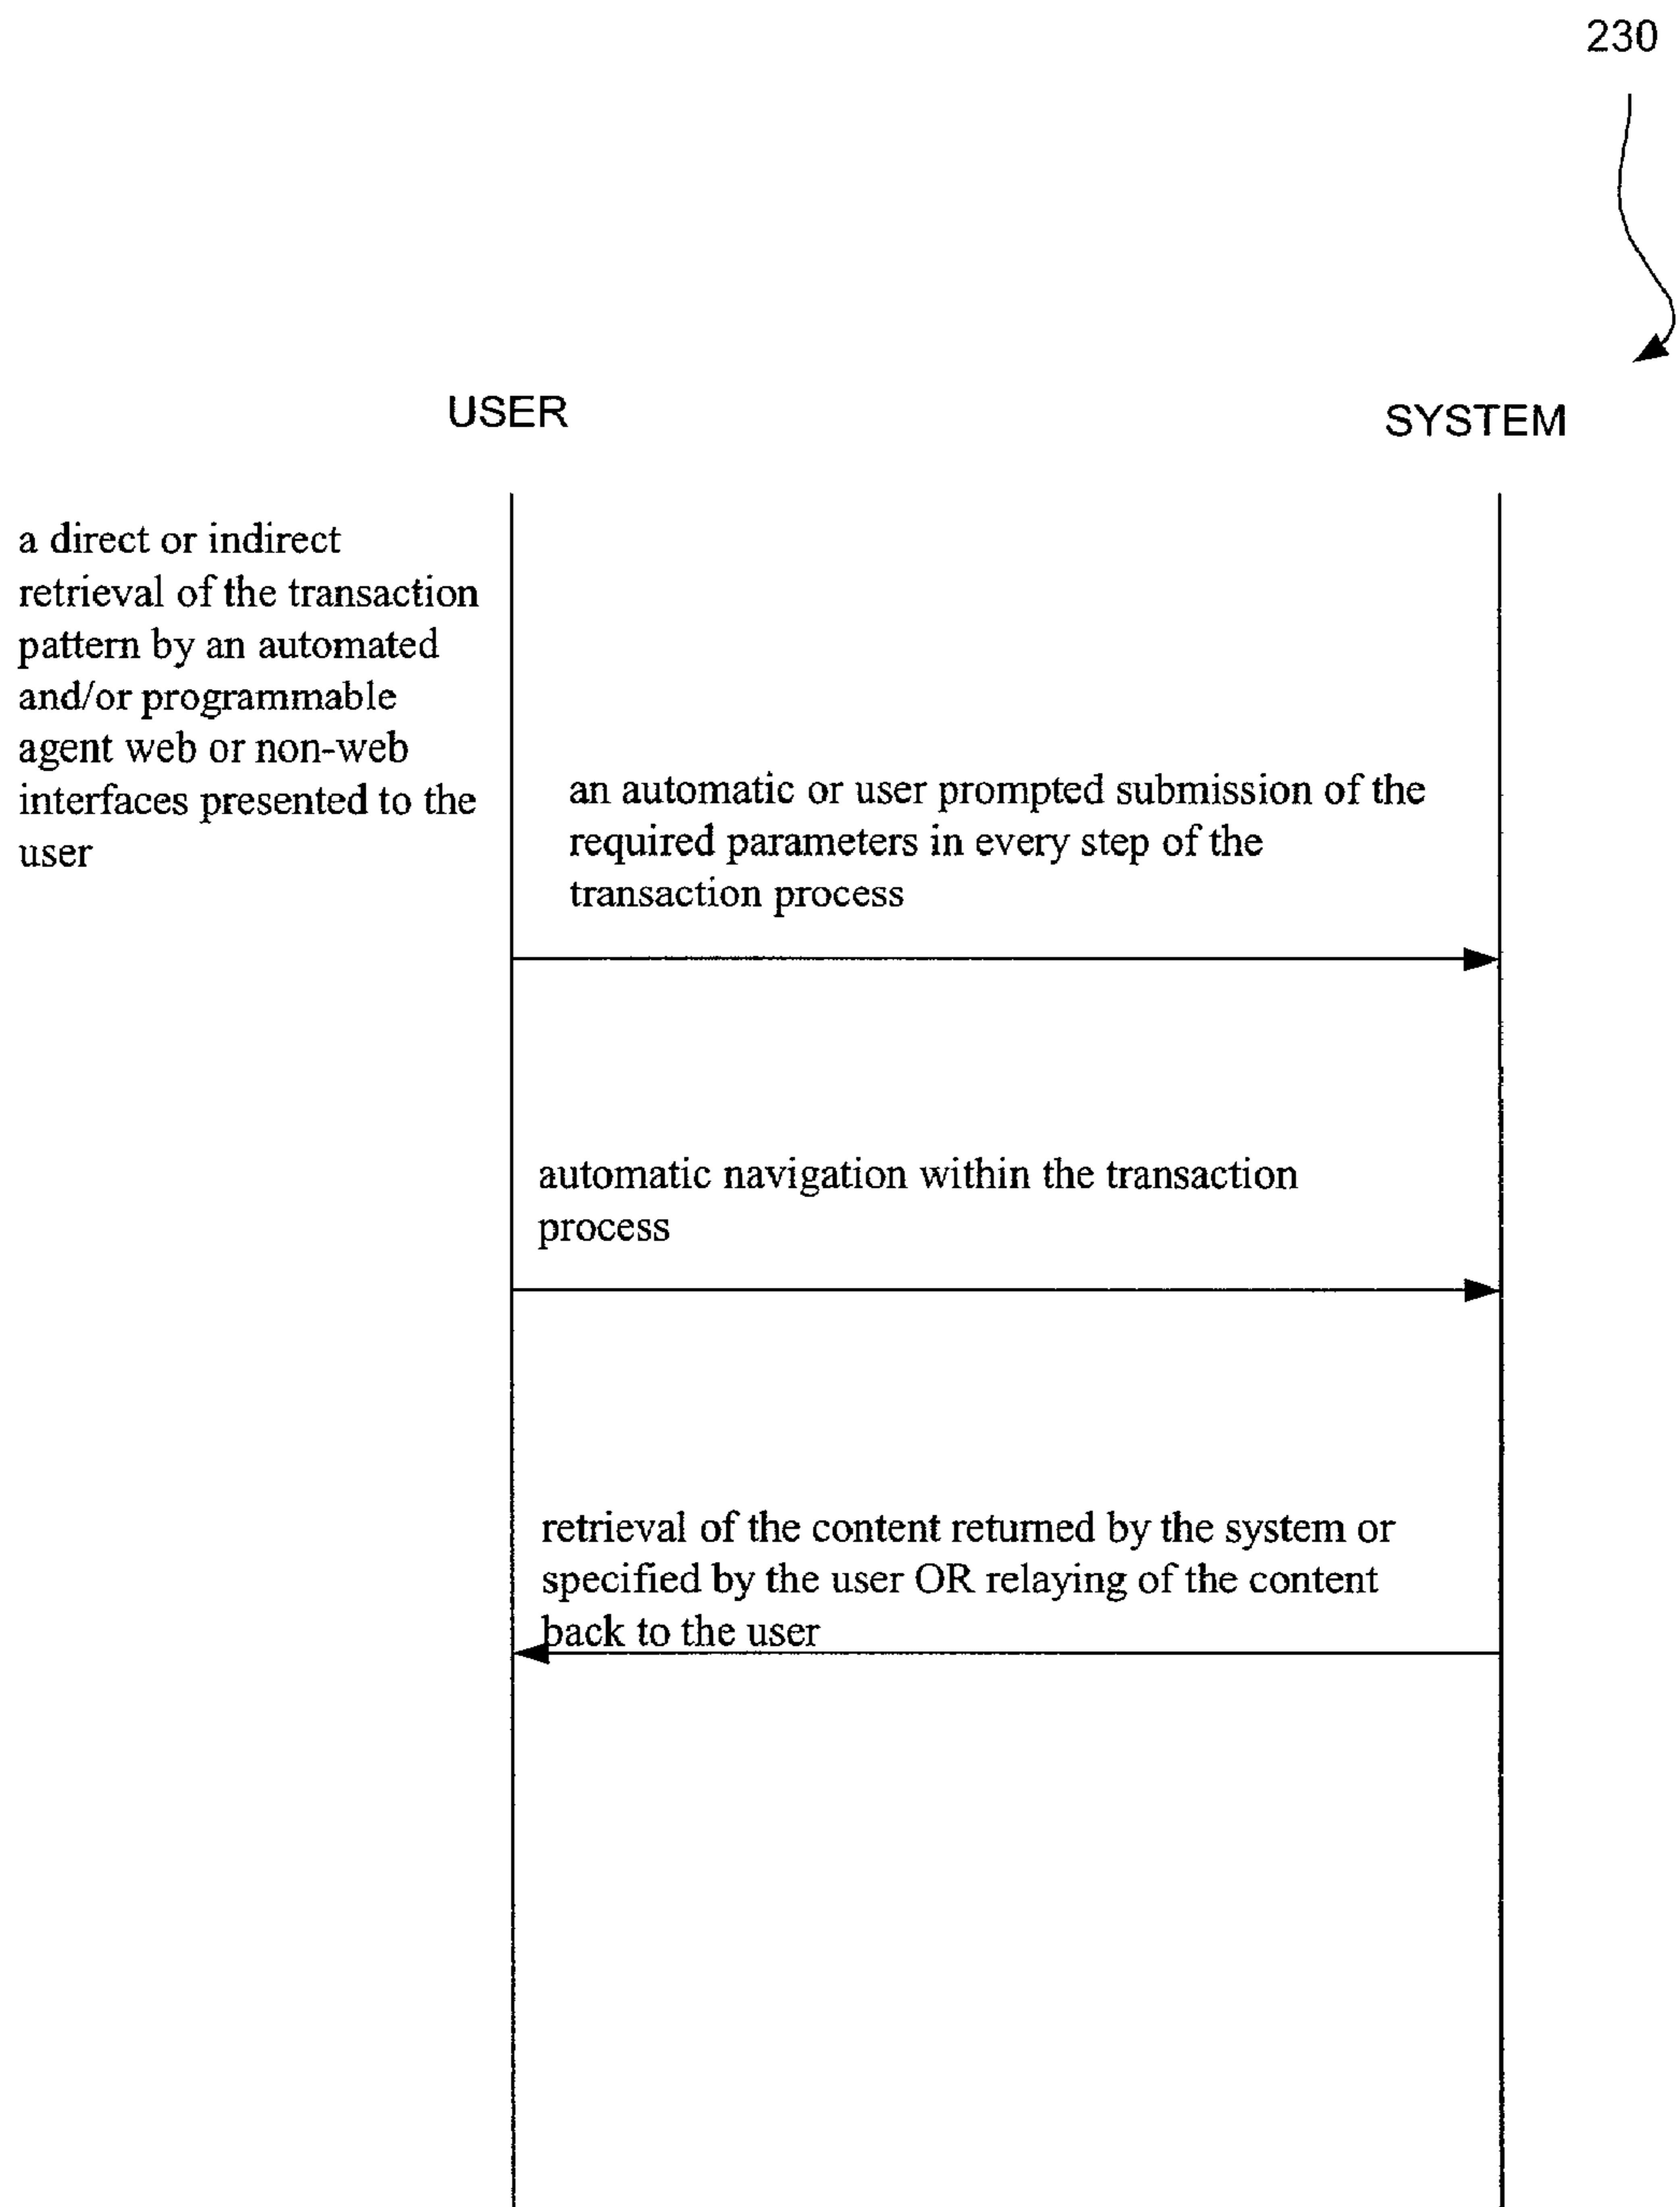 230
USER
SYSTEM
a direct or indirect
retrieval of the transaction
pattern by an automated
and/or programmable
agent web or non-web
interfaces presented to the
user
an automatic or user prompted submission of the
required parameters in every step of the
transaction process
automatic navigation within the transaction
process
retrieval of the content returned by the system or
specified by the user OR relaying of the content
back to the user